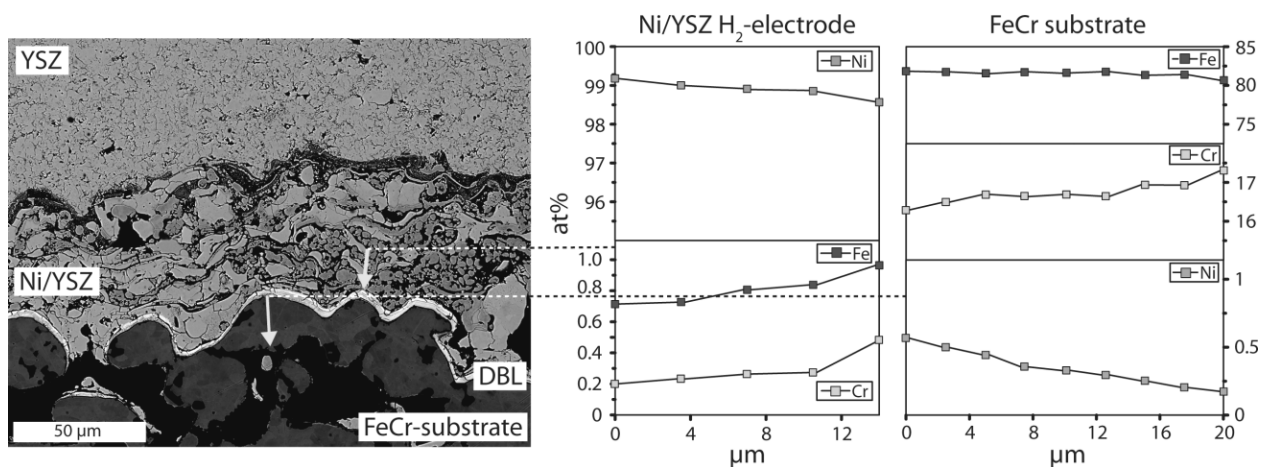 YSZ
Ni/YSZ
DBL
FeCr-substrate
50 µm
Ni/YSZ H₂-electrode
100
99
98
97
96
at%
1.0
0.8
0.6
0.4
0.2
0
Ni
Fe
Cr
0 4 8 12
µm
FeCr substrate
Fe
Cr
Ni
85
80
75
17
16
1
0.5
0
0 4 8 12 16 20
µm